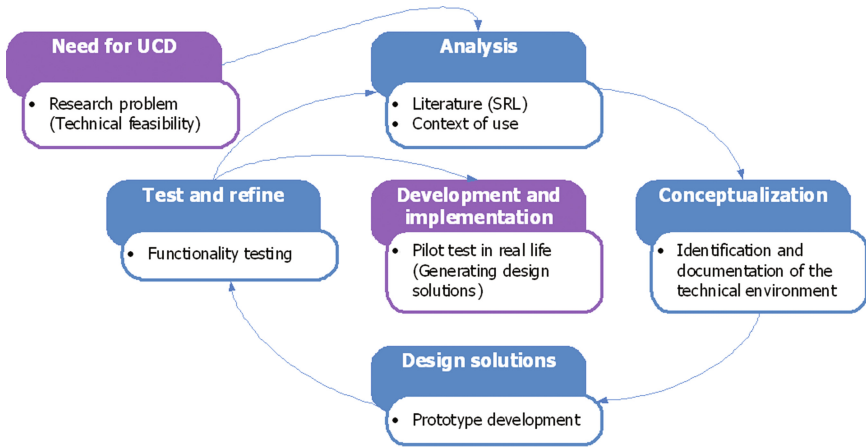 Need for UCD
• Research problem
(Technical feasibility)
Analysis
• Literature (SRL)
• Context of use
Test and refine
• Functionality testing
Development and
implementation
• Pilot test in real life
(Generating design
solutions)
Conceptualization
• Identification and
documentation of the
technical environment
Design solutions
• Prototype development